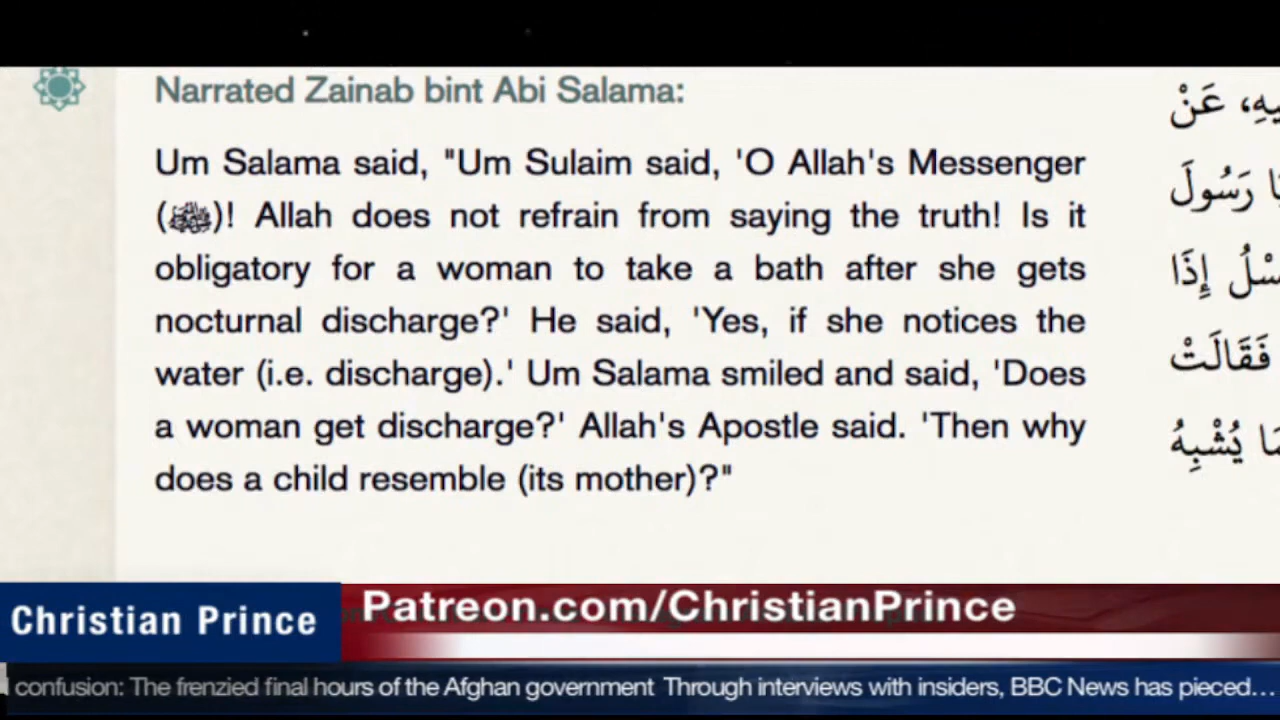 Narrated Zainab bint Abi Salama:
Um Salama said, "Um Sulaim said, 'O Allah's Messenger
(ﷺ)! Allah does not refrain from saying the truth! Is it
obligatory for a woman to take a bath after she gets
nocturnal discharge?' He said, 'Yes, if she notices the
water (i.e. discharge).' Um Salama smiled and said, 'Does
a woman get discharge?' Allah's Apostle said. 'Then why
does a child resemble (its mother)?"
عَنْ
رَسُولَ
إِذَا
فَقَالَتْ
يُشْبِهُ
Christian Prince
Patreon.com/ChristianPrince
confusion: The frenzied final hours of the Afghan government Through interviews with insiders, BBC News has pieced...